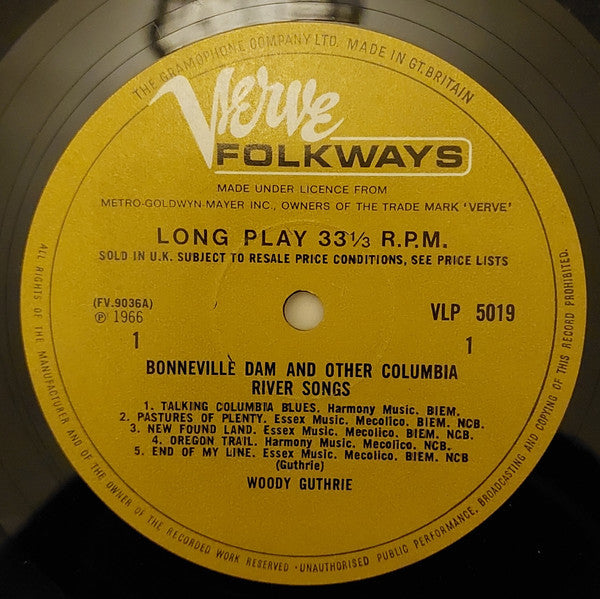 THE GRAMOPHONE COMPANY LTD. MADE IN GT. BRITAIN
Verve
FOLKWAYS
MADE UNDER LICENCE FROM
METRO-GOLDWYN-MAYER INC., OWNERS OF THE TRADE MARK 'VERVE'
LONG PLAY 33⅓ R.P.M.
SOLD IN U.K. SUBJECT TO RESALE PRICE CONDITIONS, SEE PRICE LISTS
(FV.9036A)
℗ 1966
VLP 5019
1
1
BONNEVILLÈ DAM AND OTHER COLUMBIA
RIVER SONGS
1. TALKING COLUMBIA BLUES. Harmony Music. BIEM.
2. PASTURES OF PLENTY. Essex Music. Mecolico. BIEM. NCB.
3. NEW FOUND LAND. Essex Music. Mecolico. BIEM. NCB.
4. OREGON TRAIL. Harmony Music. Mecolico. NCB.
5. END OF MY LINE. Essex Music. Mecolico. BIEM. NCB
(Guthrie)
WOODY GUTHRIE
ALL RIGHTS OF THE MANUFACTURER AND OF THE OWNER OF THE RECORDED WORK RESERVED · UNAUTHORISED PUBLIC PERFORMANCE, BROADCASTING AND COPYING OF THIS RECORD PROHIBITED.